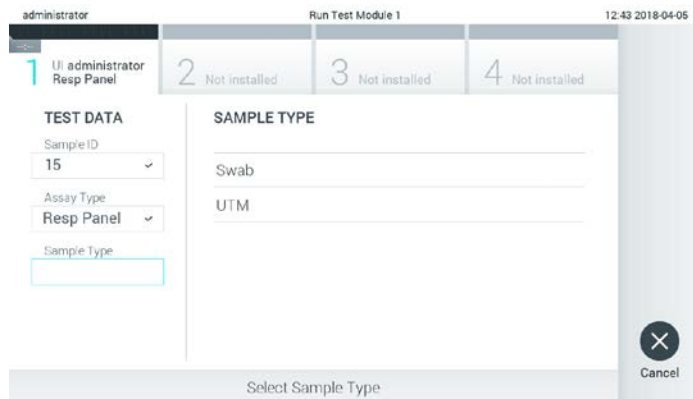 administrator Run Test Module 1 12:43 2018-04-05
1 UI administrator
Resp Panel
2 Not installed
3 Not installed
4 Not installed
TEST DATA
Sample ID
15
Assay Type
Resp Panel
Sample Type
SAMPLE TYPE
Swab
UTM
Cancel
Select Sample Type